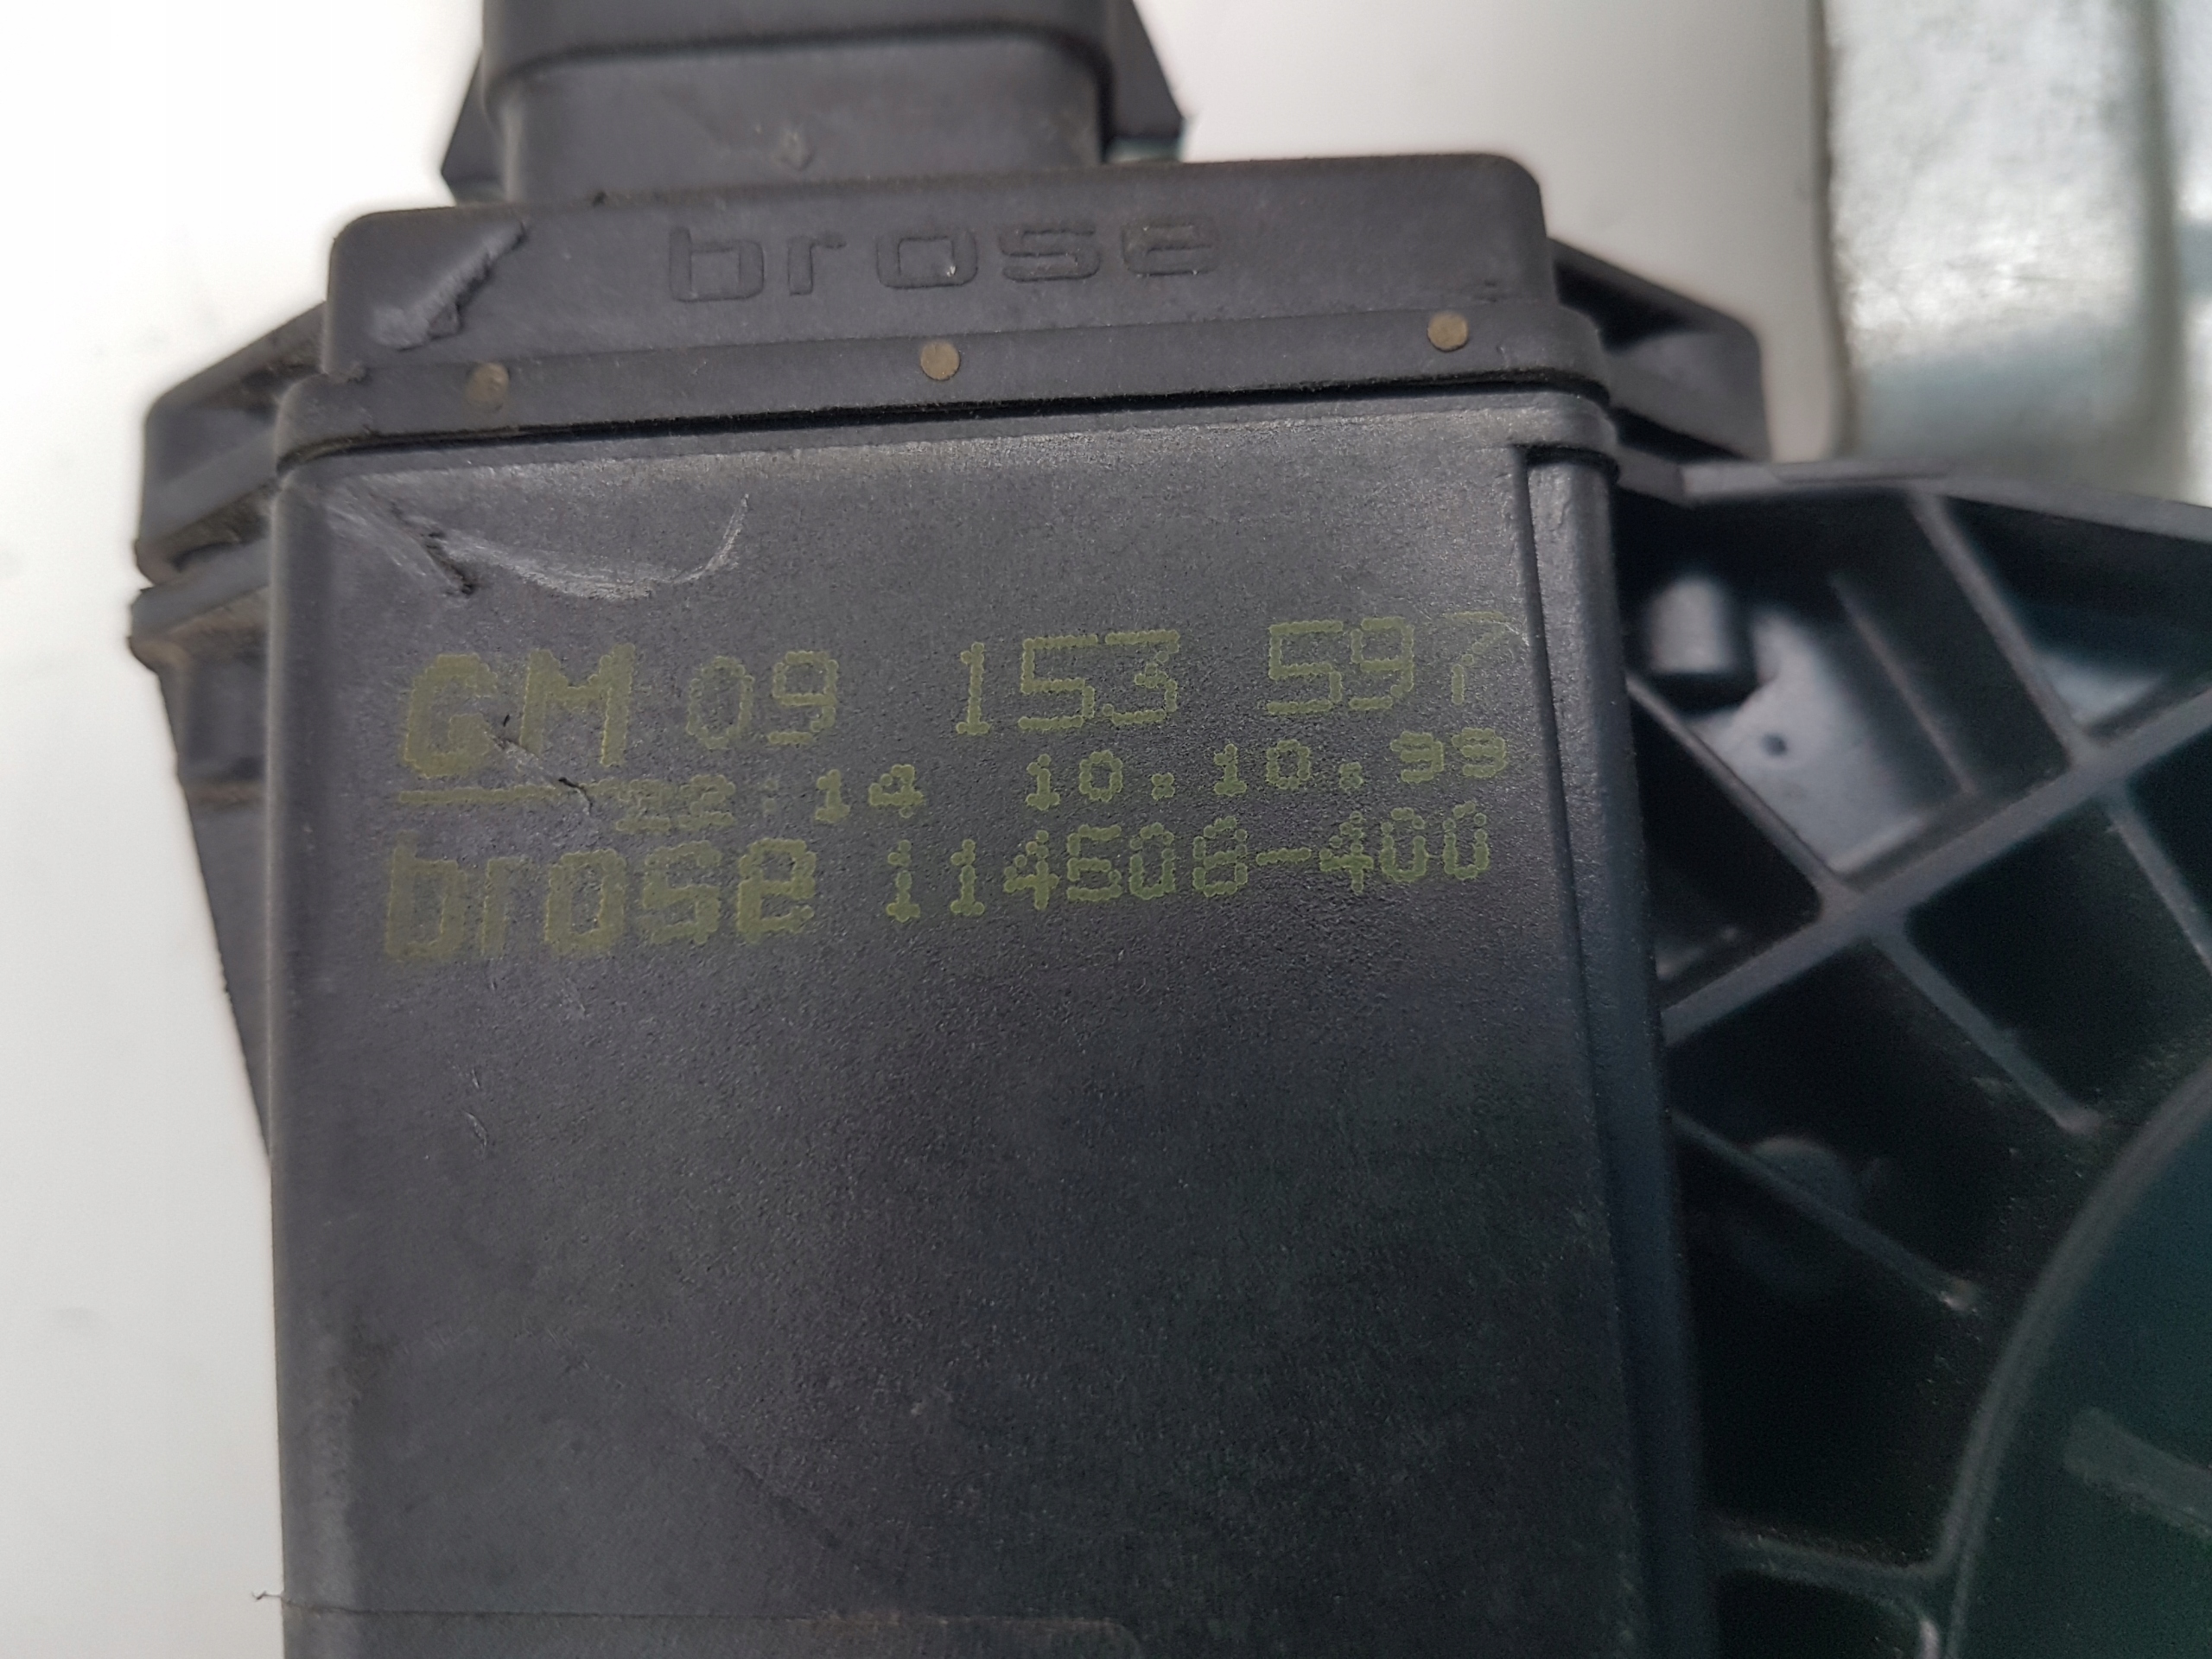 brose
GM 09 153 597
22:14 10.10.99
brose 114508-400